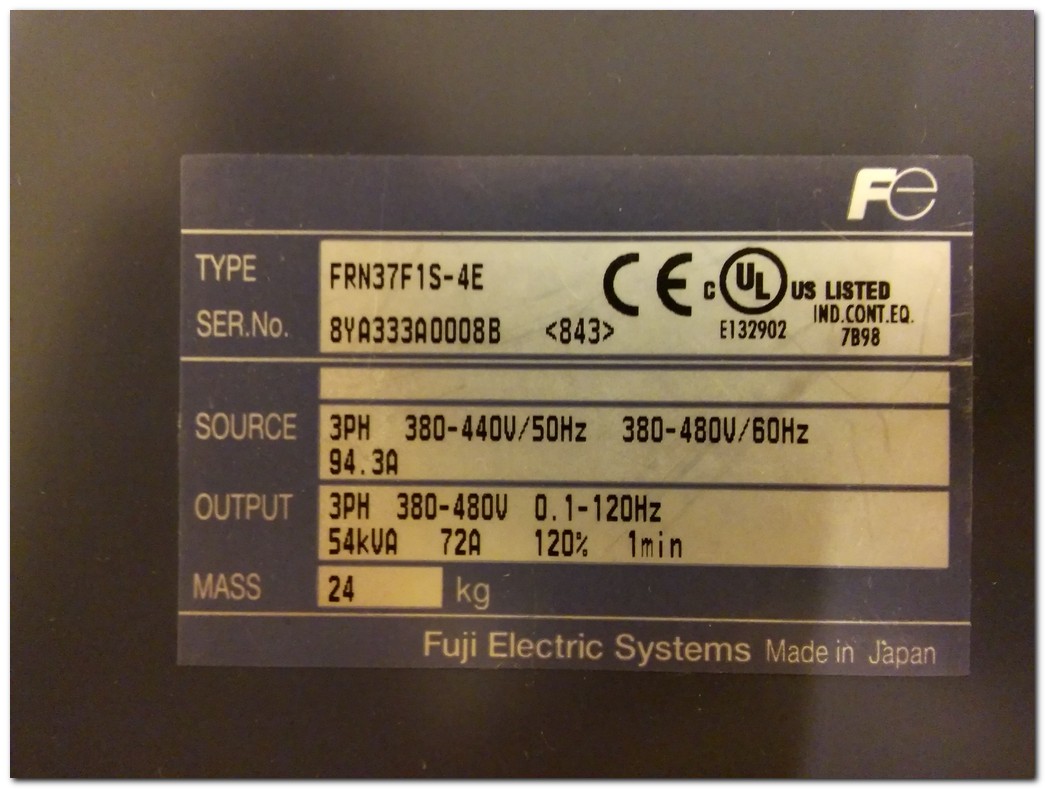 Fe
TYPE FRN37F1S-4E
SER.No. 8YA333A0008B <843>
CE c UL US LISTED
E132902 IND.CONT.EQ.
7B98
SOURCE 3PH 380-440V/50Hz 380-480V/60Hz
94.3A
OUTPUT 3PH 380-480V 0.1-120Hz
54kVA 72A 120% 1min
MASS 24 kg
Fuji Electric Systems Made in Japan